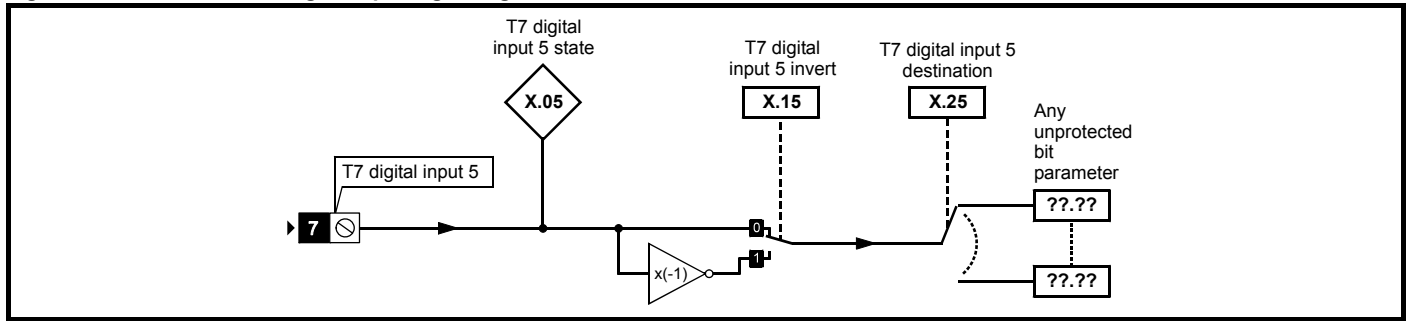 T7 digital
input 5 state
X.05
T7 digital
input 5 invert
X.15
T7 digital input 5
destination
X.25
Any
unprotected
bit
parameter
T7 digital input 5
7
0
1
x(-1)
??.??
??.??